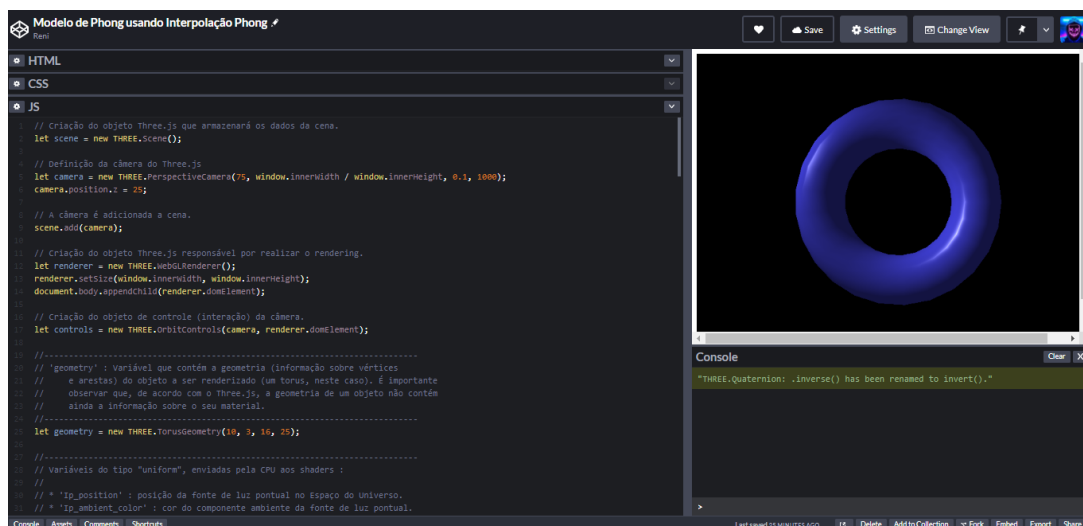 Modelo de Phong usando Interpolação Phong
Reni
Save
Settings
Change View
HTML
CSS
JS
1 // Criação do objeto Three.js que armazenará os dados da cena.
2 let scene = new THREE.Scene();
3
4 // Definição da câmera do Three.js
5 let camera = new THREE.PerspectiveCamera(75, window.innerWidth / window.innerHeight, 0.1, 1000);
6 camera.position.z = 25;
7
8 // A câmera é adicionada a cena.
9 scene.add(camera);
10
11 // Criação do objeto Three.js responsável por realizar o rendering.
12 let renderer = new THREE.WebGLRenderer();
13 renderer.setSize(window.innerWidth, window.innerHeight);
14 document.body.appendChild(renderer.domElement);
15
16 // Criação do objeto de controle (interação) da câmera.
17 let controls = new THREE.OrbitControls(camera, renderer.domElement);
18
19 //----------------------------------------------------------------------------
20 // 'geometry' : Variável que contém a geometria (informação sobre vértices
21 //     e arestas) do objeto a ser renderizado (um torus, neste caso). É importante
22 //     observar que, de acordo com o Three.js, a geometria de um objeto não contém
23 //     ainda a informação sobre o seu material.
24 //----------------------------------------------------------------------------
25 let geometry = new THREE.TorusGeometry(10, 3, 16, 25);
26
27 //----------------------------------------------------------------------------
28 // Variáveis do tipo "uniform", enviadas pela CPU aos shaders :
29 //
30 // * 'Ip_position' : posição da fonte de luz pontual no Espaço do Universo.
31 // * 'Ip_ambient_color' : cor do componente ambiente da fonte de luz pontual.
Console
Clear X
"THREE.Quaternion: .inverse() has been renamed to invert()."
>
Console Assets Comments Shortcuts
Last saved 25 MINUTES AGO Delete Add to Collection Fork Embed Export Share